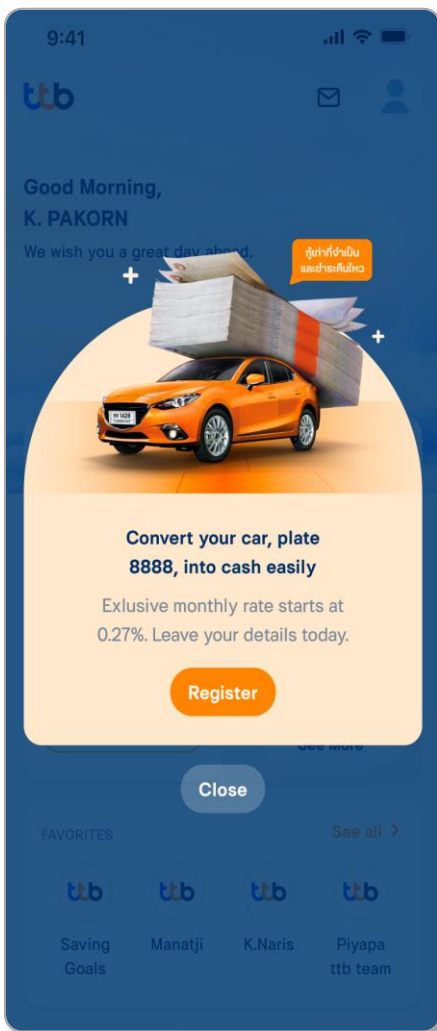 9:41
ttb
Good Morning,
K. PAKORN
We wish you a great day ahead.
กู้เท่าที่จำเป็น
และชำระคืนไหว
Convert your car, plate
8888, into cash easily
Exlusive monthly rate starts at
0.27%. Leave your details today.
Register
See More
Close
FAVORITES
See all >
ttb
ttb
ttb
ttb
Saving
Goals
Manatji
K.Naris
Piyapa
ttb team